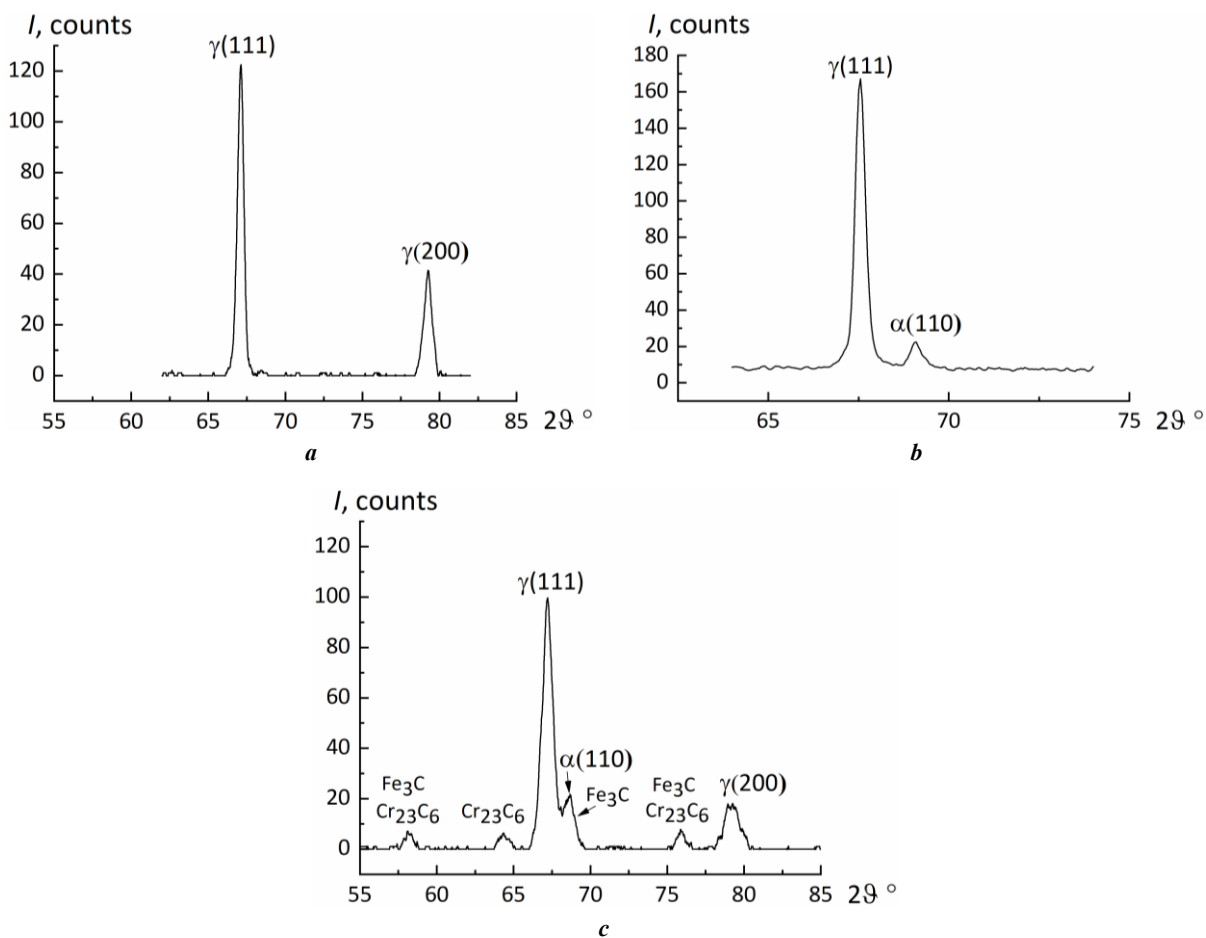 I, counts
γ(111)
120
100
80
γ(200)
60
40
20
0
55 60 65 70 75 80 85 2ϑ °
a
I, counts
180
γ(111)
160
140
120
100
80
60
α(110)
40
20
0
65 70 75 2ϑ °
b
I, counts
120
γ(111)
100
80
60
40
α(110)
Fe3C
Cr23C6
Cr23C6
Fe3C
Fe3C
Cr23C6
γ(200)
20
0
55 60 65 70 75 80 85 2ϑ °
c